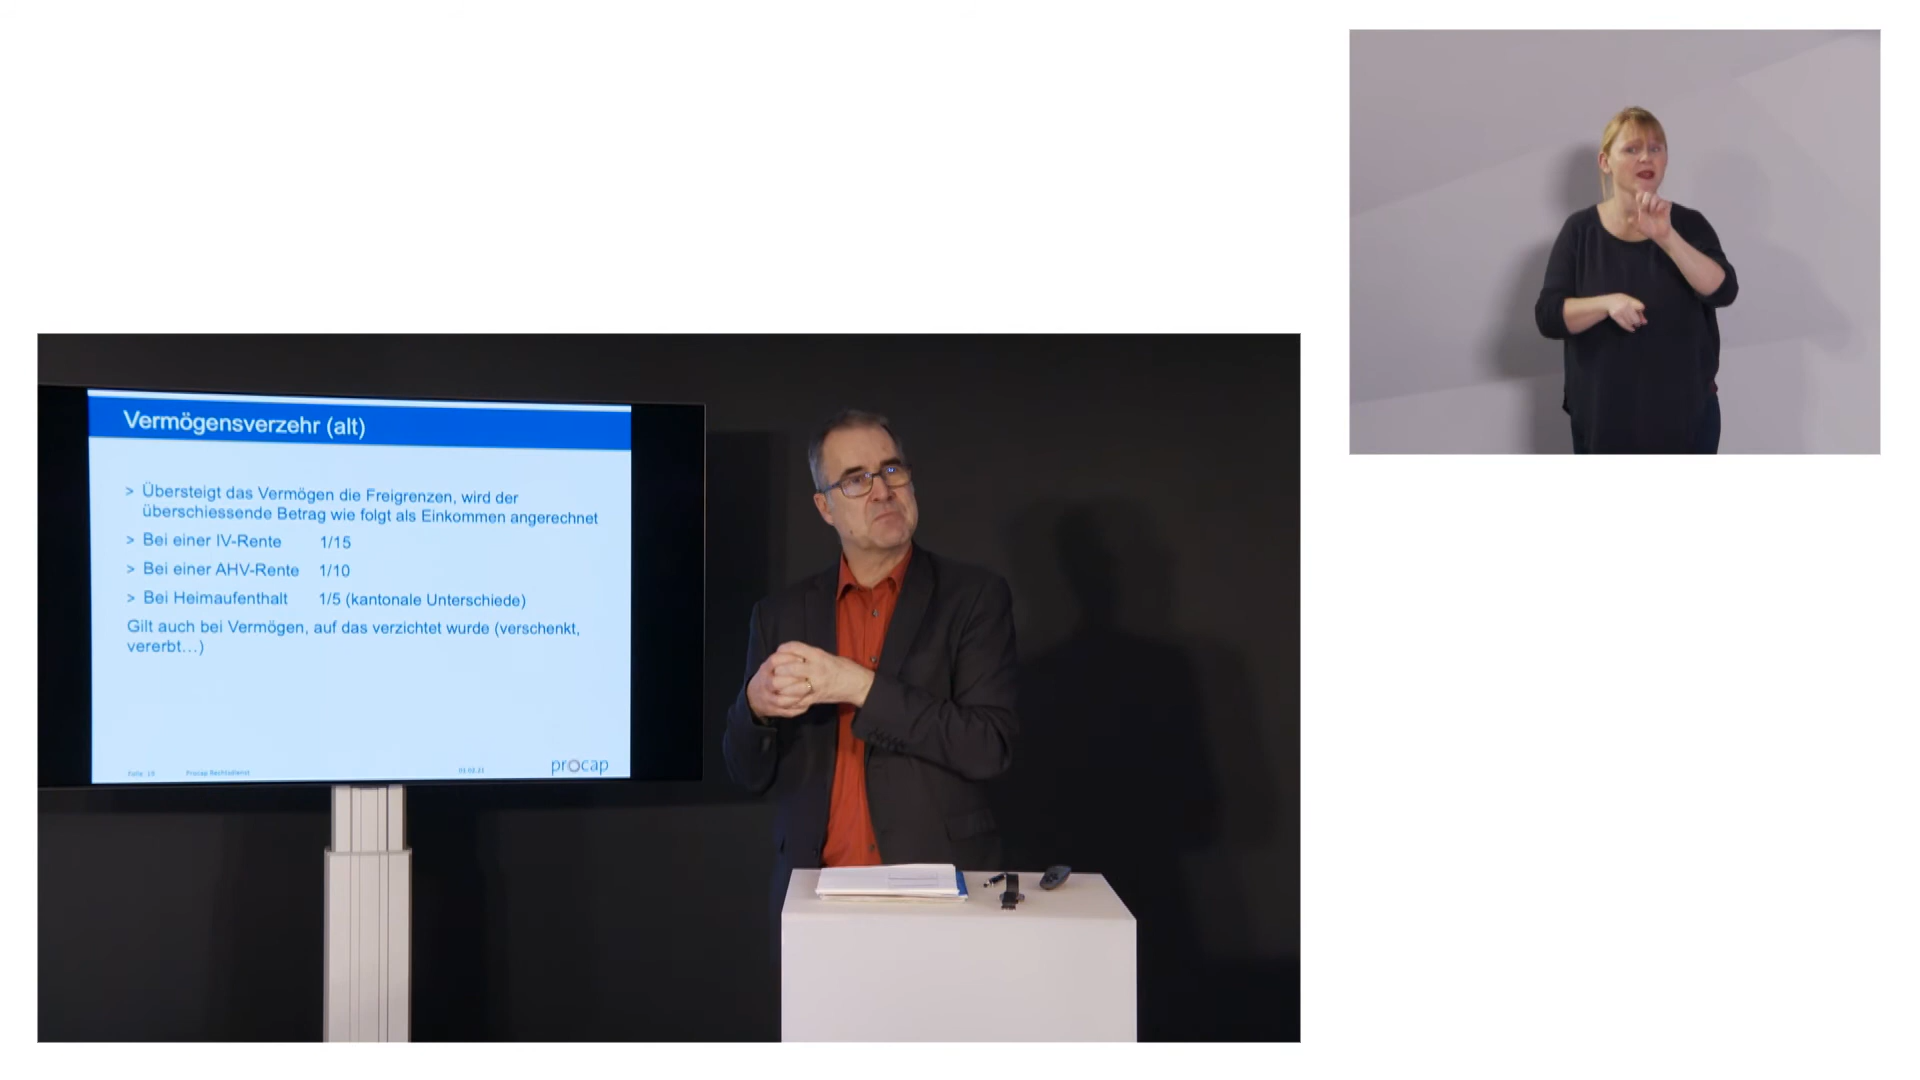 Vermögensverzehr (alt)
> Übersteigt das Vermögen die Freigrenzen, wird der
überschiessende Betrag wie folgt als Einkommen angerechnet
> Bei einer IV-Rente 1/15
> Bei einer AHV-Rente 1/10
> Bei Heimaufenthalt 1/5 (kantonale Unterschiede)
Gilt auch bei Vermögen, auf das verzichtet wurde (verschenkt,
vererbt…)
Procap Rechtsdienst
procap